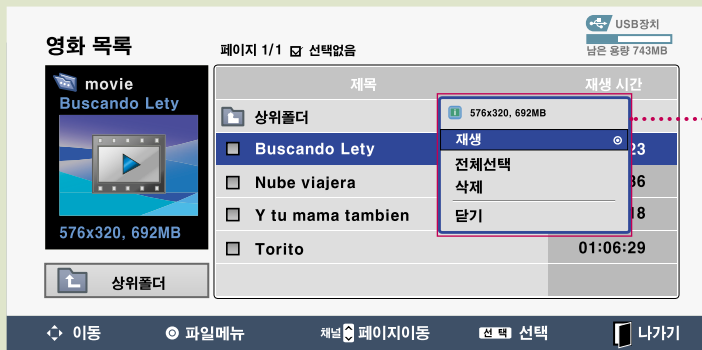 USB장치
영화 목록
페이지 1/1 선택없음
남은 용량 743MB
movie
Buscando Lety
576x320, 692MB
상위폴더
제목 재생 시간
상위폴더
Buscando Lety 23
Nube viajera 36
Y tu mama tambien 18
Torito 01:06:29
576x320, 692MB
재생
전체선택
삭제
닫기
이동 파일메뉴 채널 페이지이동 선택 선택 나가기